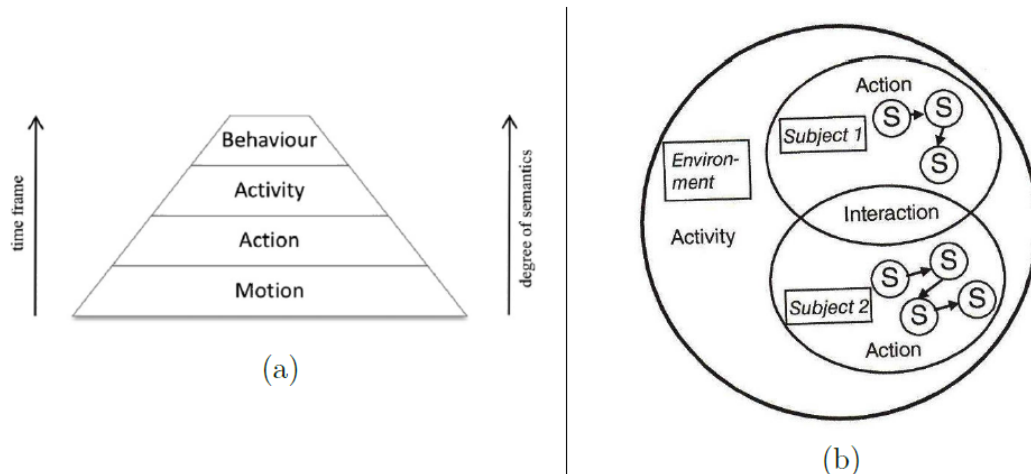 time frame
Behaviour
Activity
Action
Motion
degree of semantics
(a)
Action
S
S
Subject 1
S
Environ-
ment
Interaction
Activity
S
S
Subject 2
S
S
Action
(b)